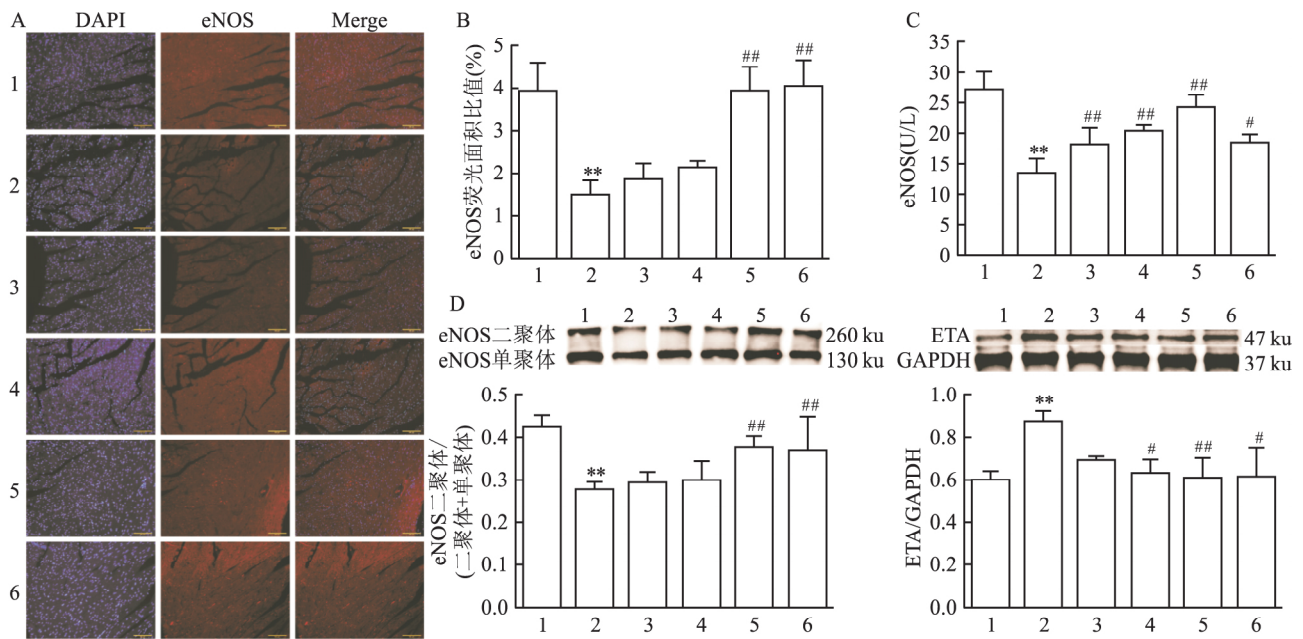 A
DAPI
eNOS
Merge
1
2
3
4
5
6
B
eNOS荧光面积比值(%)
5
4
3
2
1
0
**
##
##
1 2 3 4 5 6
C
eNOS(U/L)
35
30
25
20
15
10
5
0
**
##
##
##
#
1 2 3 4 5 6
D
1 2 3 4 5 6
eNOS二聚体 260 ku
eNOS单聚体 130 ku
eNOS二聚体/
(二聚体+单聚体)
0.5
0.4
0.3
0.2
0.1
0.0
**
##
##
1 2 3 4 5 6
1 2 3 4 5 6
ETA 47 ku
GAPDH 37 ku
ETA/GAPDH
1.0
0.8
0.6
0.4
0.2
0.0
**
#
##
#
1 2 3 4 5 6